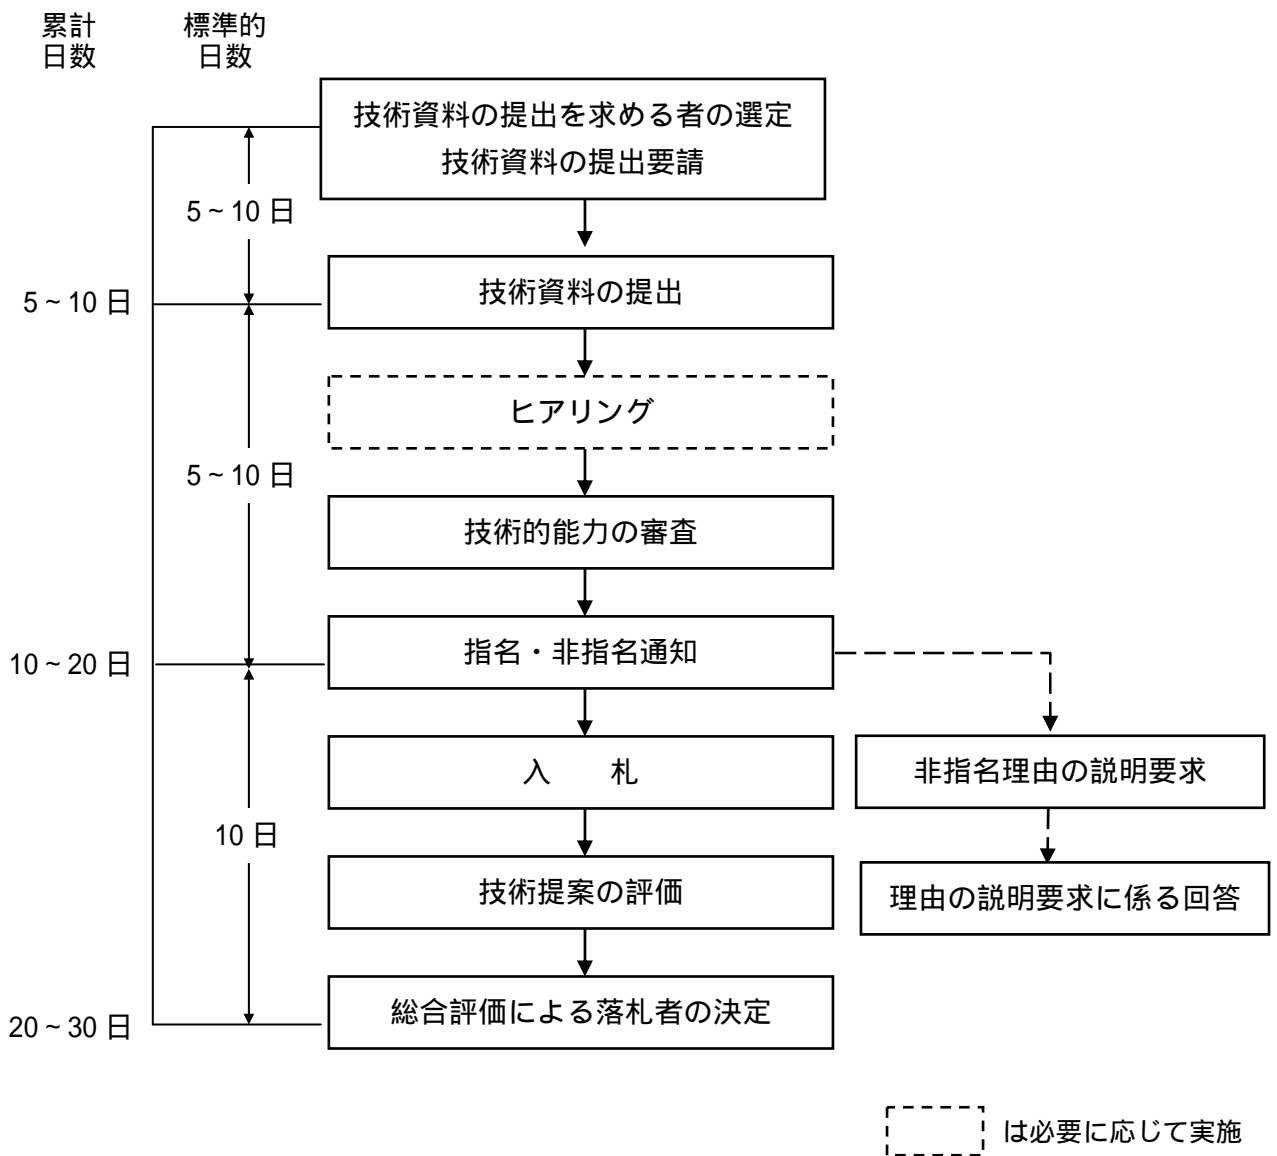 累計
日数
標準的
日数
技術資料の提出を求める者の選定
技術資料の提出要請
5~10 日
5~10 日
技術資料の提出
ヒアリング
5~10 日
技術的能力の審査
10~20 日
指名・非指名通知
入　　札
非指名理由の説明要求
10 日
技術提案の評価
理由の説明要求に係る回答
20~30 日
総合評価による落札者の決定
は必要に応じて実施